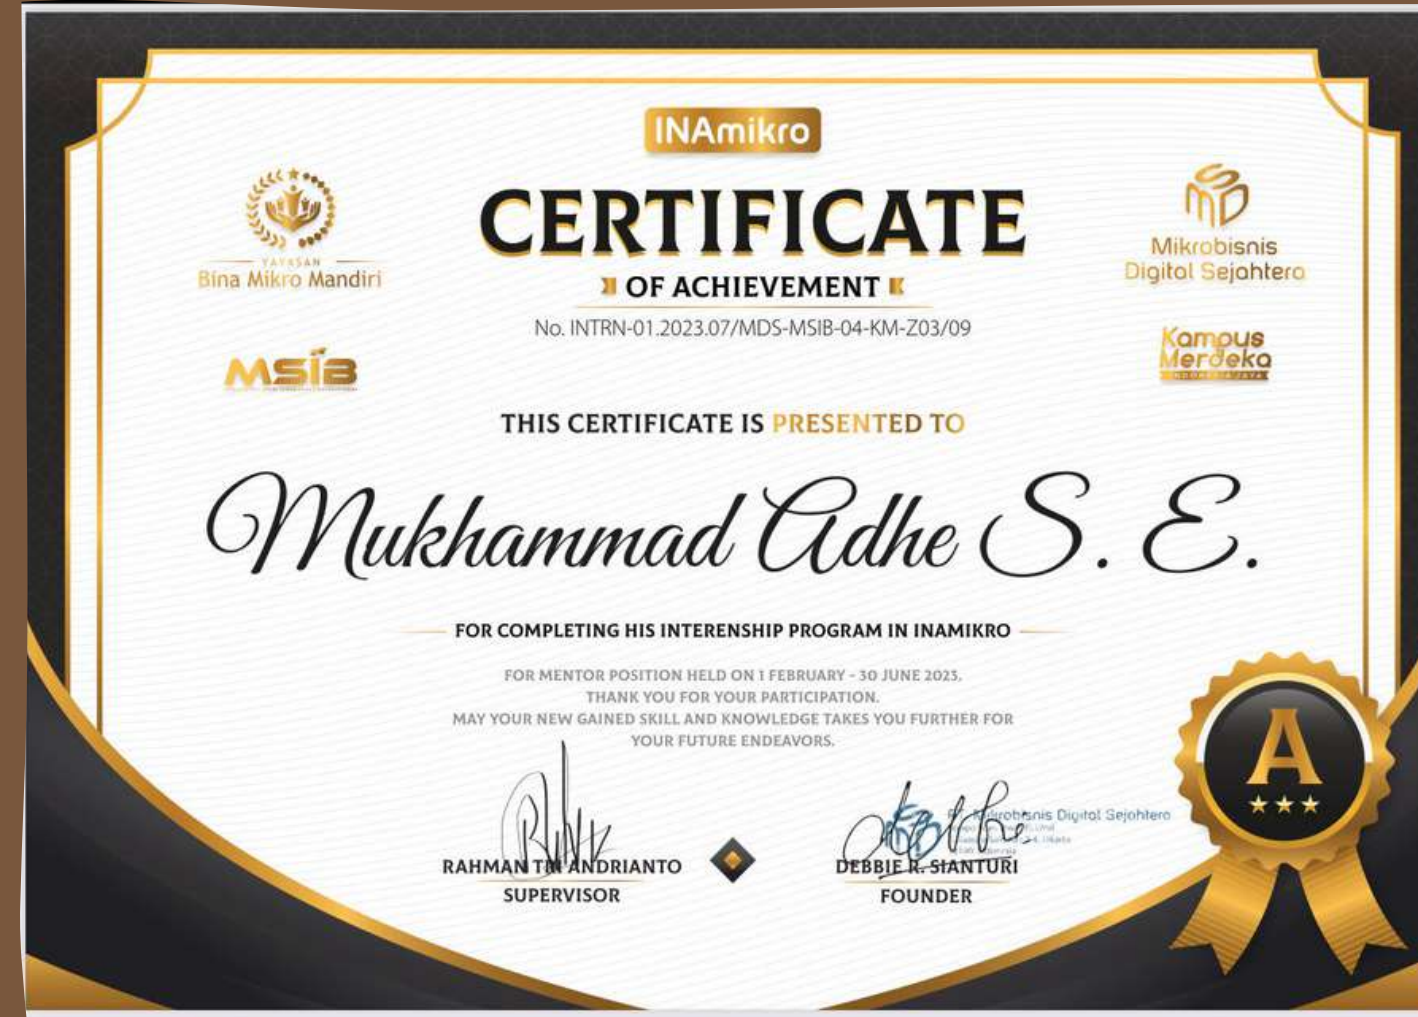 INAmikro
CERTIFICATE
OF ACHIEVEMENT
No. INTRN-01.2023.07/MDS-MSIB-04-KM-Z03/09
YAYASAN
Bina Mikro Mandiri
MSIB
Mikrobisnis
Digital Sejahtera
Kampus
Merdeka
INDONESIA JAYA
THIS CERTIFICATE IS PRESENTED TO
Mukhammad Adhe S. E.
FOR COMPLETING HIS INTERENSHIP PROGRAM IN INAMIKRO
FOR MENTOR POSITION HELD ON 1 FEBRUARY - 30 JUNE 2023.
THANK YOU FOR YOUR PARTICIPATION.
MAY YOUR NEW GAINED SKILL AND KNOWLEDGE TAKES YOU FURTHER FOR
YOUR FUTURE ENDEAVORS.
A
Mikrobisnis Digital Sejahtera
RAHMAN TRI ANDRIANTO
SUPERVISOR
DEBBIE R. SIANTURI
FOUNDER